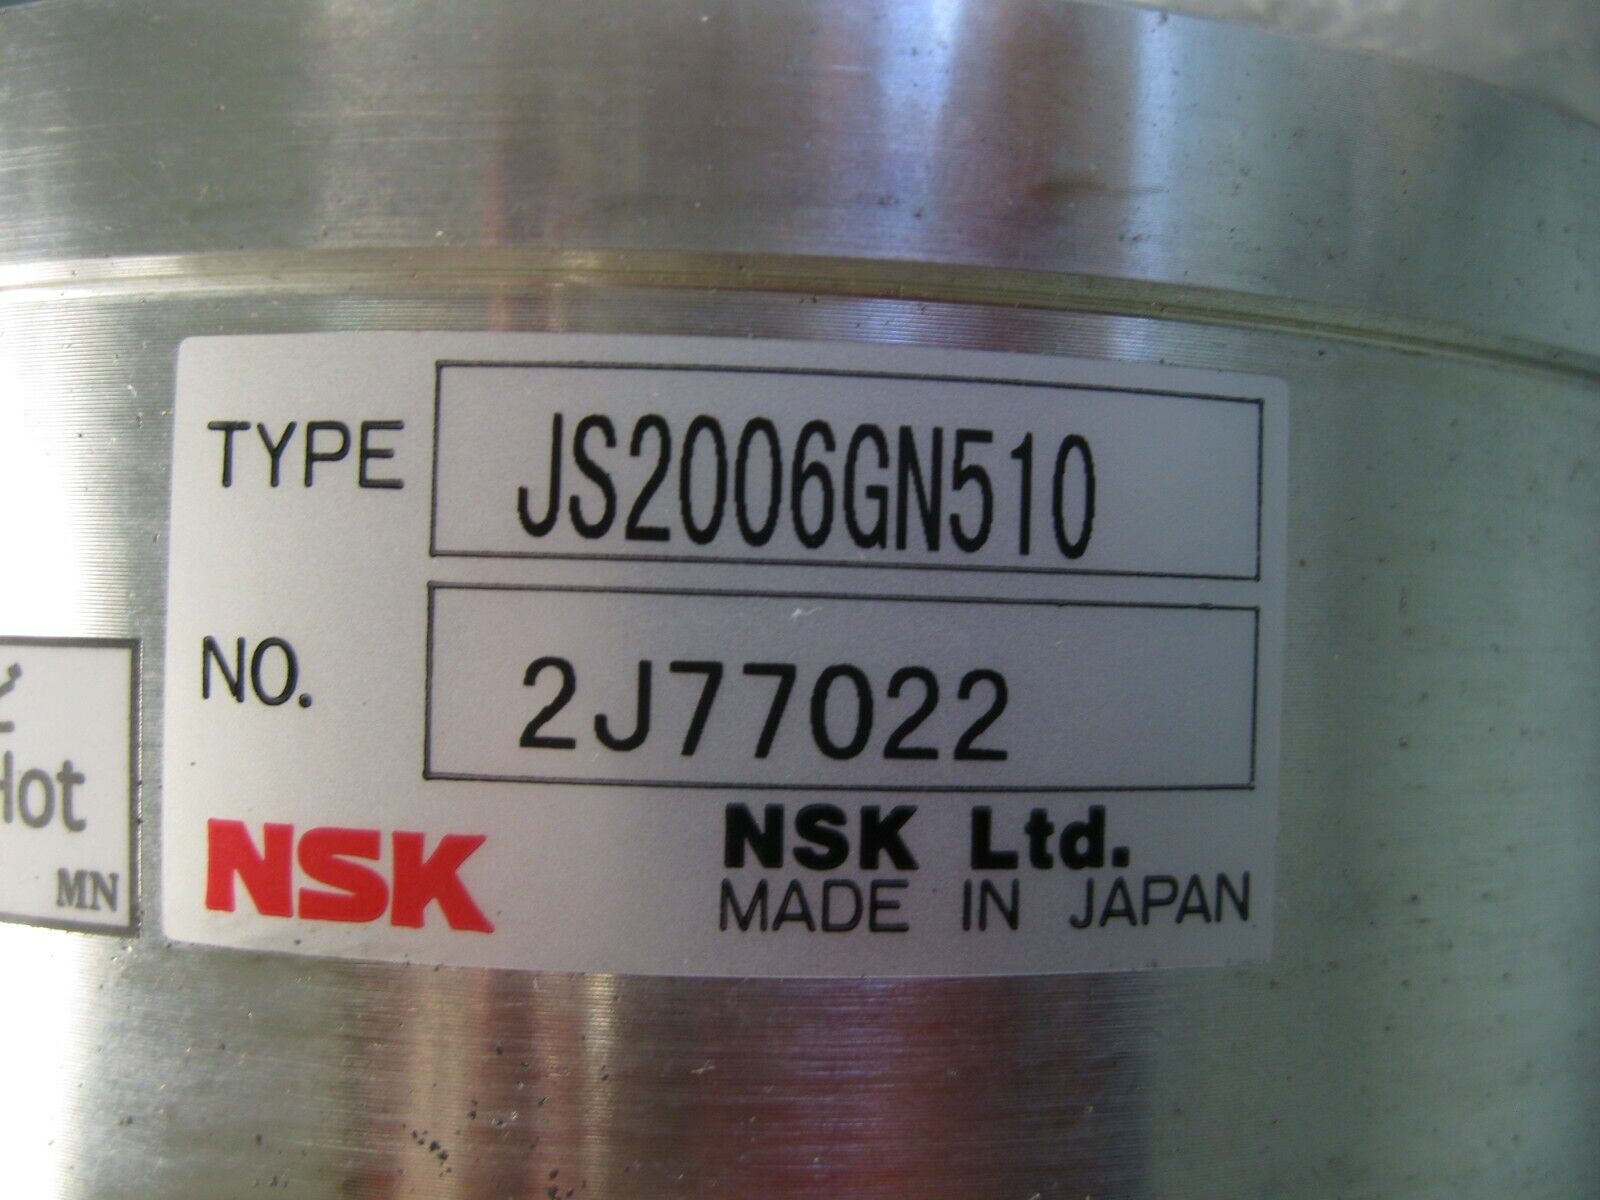 TYPE JS2006GN510
NO. 2J77022
NSK NSK Ltd.
MADE IN JAPAN
Hot
MN